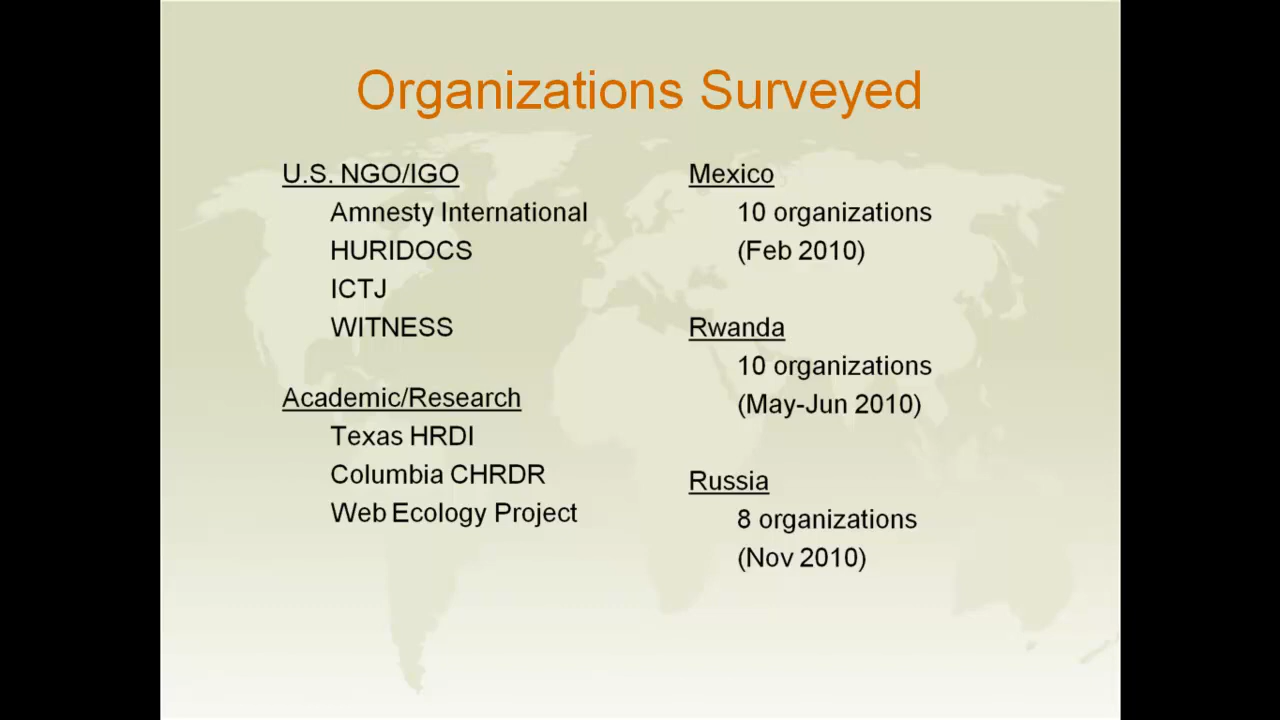 Organizations Surveyed
U.S. NGO/IGO
Amnesty International
HURIDOCS
ICTJ
WITNESS
Academic/Research
Texas HRDI
Columbia CHRDR
Web Ecology Project
Mexico
10 organizations
(Feb 2010)
Rwanda
10 organizations
(May-Jun 2010)
Russia
8 organizations
(Nov 2010)